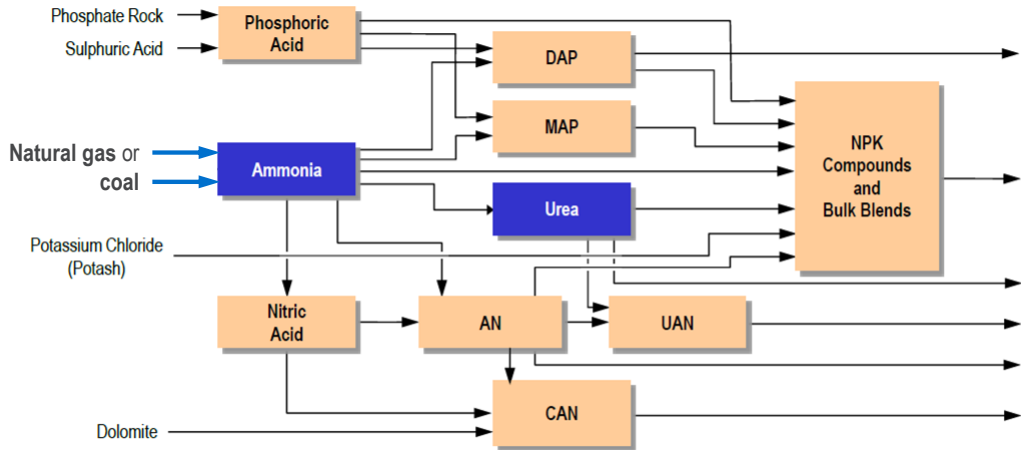 Phosphate Rock
Sulphuric Acid
Phosphoric
Acid
DAP
MAP
Natural gas or
coal
Ammonia
Urea
NPK
Compounds
and
Bulk Blends
Potassium Chloride
(Potash)
Nitric
Acid
AN
UAN
CAN
Dolomite